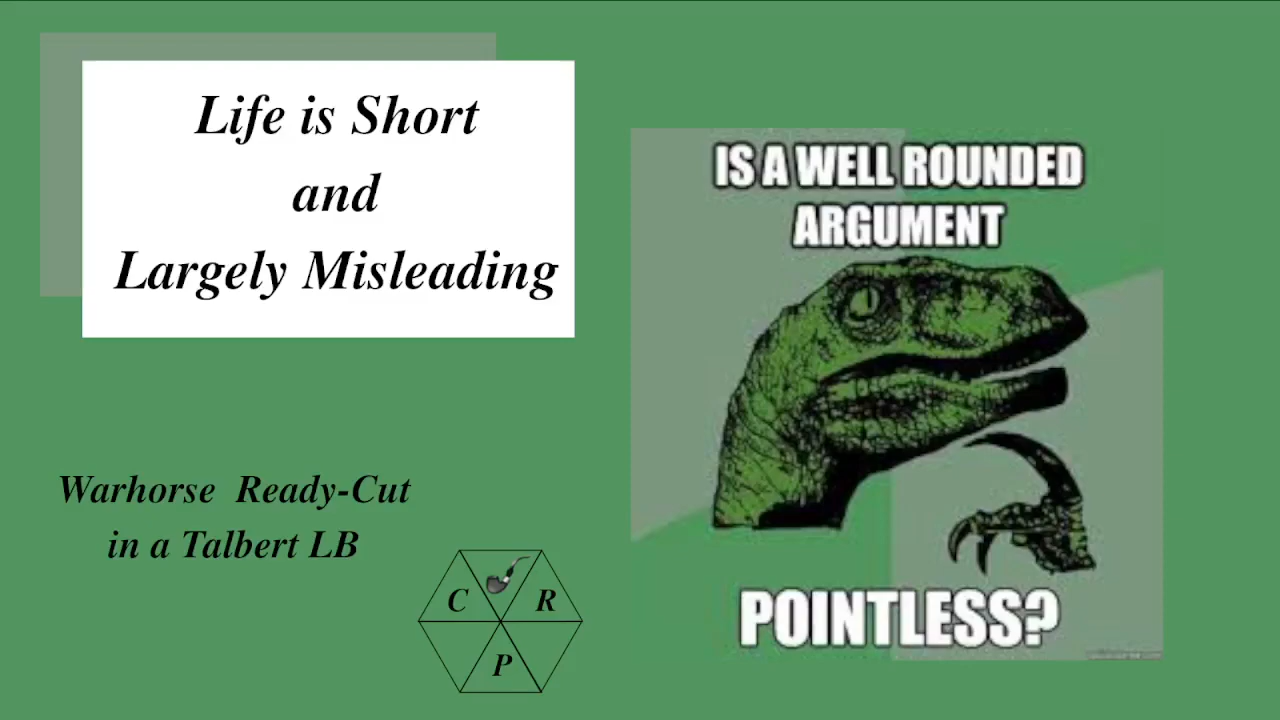 Life is Short
and
Largely Misleading
IS A WELL ROUNDED
ARGUMENT
POINTLESS?
Warhorse Ready-Cut
in a Talbert LB
C
R
P